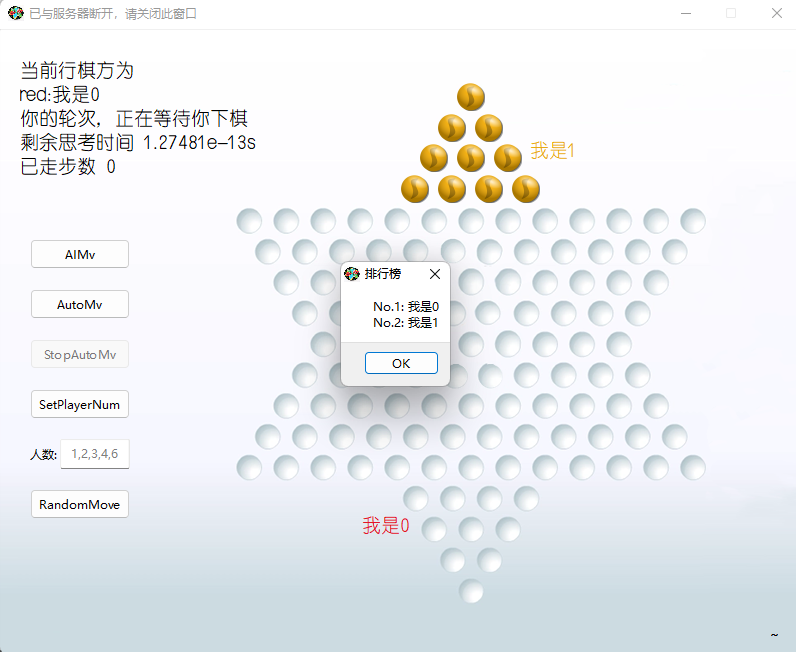 已与服务器断开，请关闭此窗口
当前行棋方为
red:我是0
你的轮次，正在等待你下棋
剩余思考时间 1.27481e-13s
已走步数 0
我是1
AIMv
AutoMv
StopAutoMv
SetPlayerNum
人数: 1,2,3,4,6
RandomMove
排行榜
No.1: 我是0
No.2: 我是1
OK
我是0
~